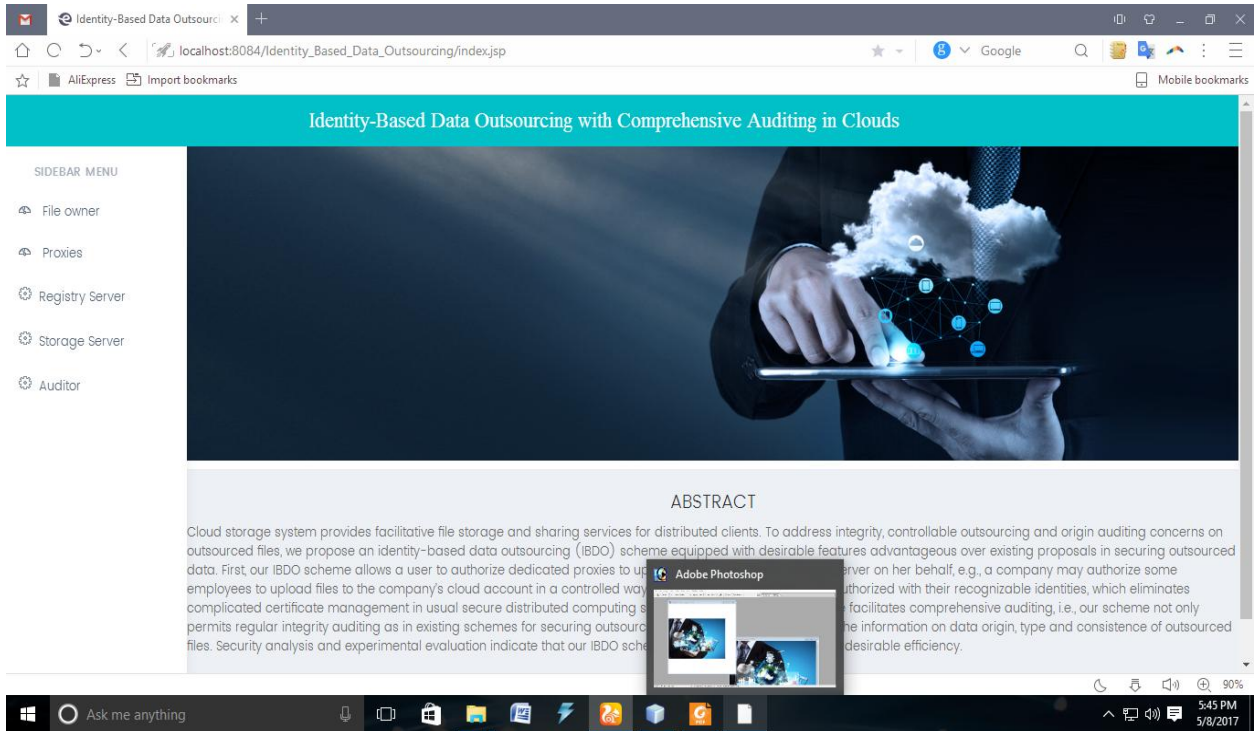 Identity-Based Data Outsourci
localhost:8084/Identity_Based_Data_Outsourcing/index.jsp
Google
AliExpress Import bookmarks
Mobile bookmarks
Identity-Based Data Outsourcing with Comprehensive Auditing in Clouds
SIDEBAR MENU
File owner
Proxies
Registry Server
Storage Server
Auditor
ABSTRACT
Cloud storage system provides facilitative file storage and sharing services for distributed clients. To address integrity, controllable outsourcing and origin auditing concerns on
outsourced files, we propose an identity-based data outsourcing (IBDO) scheme equipped with desirable features advantageous over existing proposals in securing outsourced
data. First, our IBDO scheme allows a user to authorize dedicated proxies to up erver on her behalf, e.g., a company may authorize some
employees to upload files to the company's cloud account in a controlled way uthorized with their recognizable identities, which eliminates
complicated certificate management in usual secure distributed computing s facilitates comprehensive auditing, i.e., our scheme not only
permits regular integrity auditing as in existing schemes for securing outsourc he information on data origin, type and consistence of outsourced
files. Security analysis and experimental evaluation indicate that our IBDO sche desirable efficiency.
Adobe Photoshop
90%
Ask me anything
5:45 PM
5/8/2017